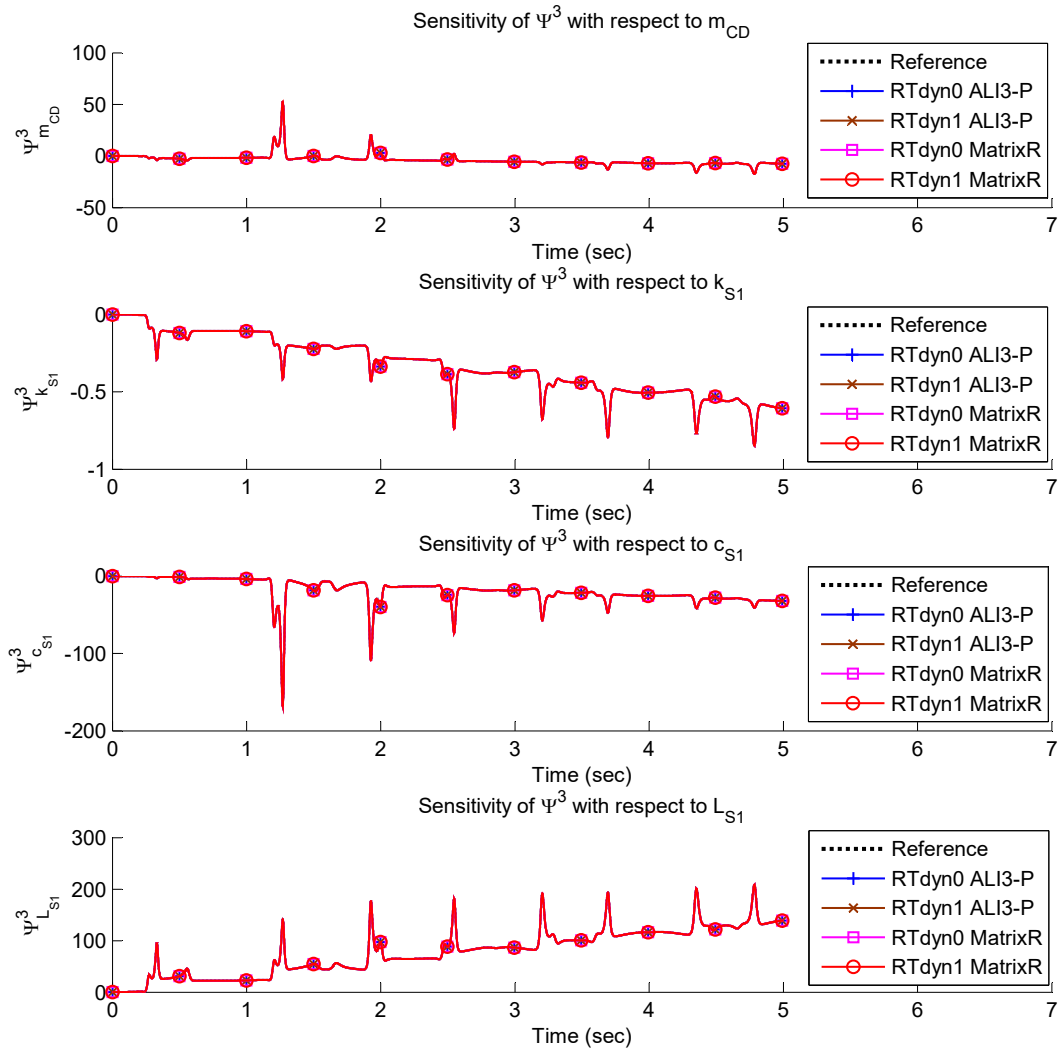 Sensitivity of Ψ³ with respect to m_CD
100
50
0
-50
Ψ³_m_CD
0 1 2 3 4 5 6 7
Time (sec)
Reference
RTdyn0 ALI3-P
RTdyn1 ALI3-P
RTdyn0 MatrixR
RTdyn1 MatrixR
Sensitivity of Ψ³ with respect to k_S1
0
-0.5
-1
Ψ³_k_S1
0 1 2 3 4 5 6 7
Time (sec)
Reference
RTdyn0 ALI3-P
RTdyn1 ALI3-P
RTdyn0 MatrixR
RTdyn1 MatrixR
Sensitivity of Ψ³ with respect to c_S1
0
-100
-200
Ψ³_c_S1
0 1 2 3 4 5 6 7
Time (sec)
Reference
RTdyn0 ALI3-P
RTdyn1 ALI3-P
RTdyn0 MatrixR
RTdyn1 MatrixR
Sensitivity of Ψ³ with respect to L_S1
300
200
100
0
Ψ³_L_S1
0 1 2 3 4 5 6 7
Time (sec)
Reference
RTdyn0 ALI3-P
RTdyn1 ALI3-P
RTdyn0 MatrixR
RTdyn1 MatrixR